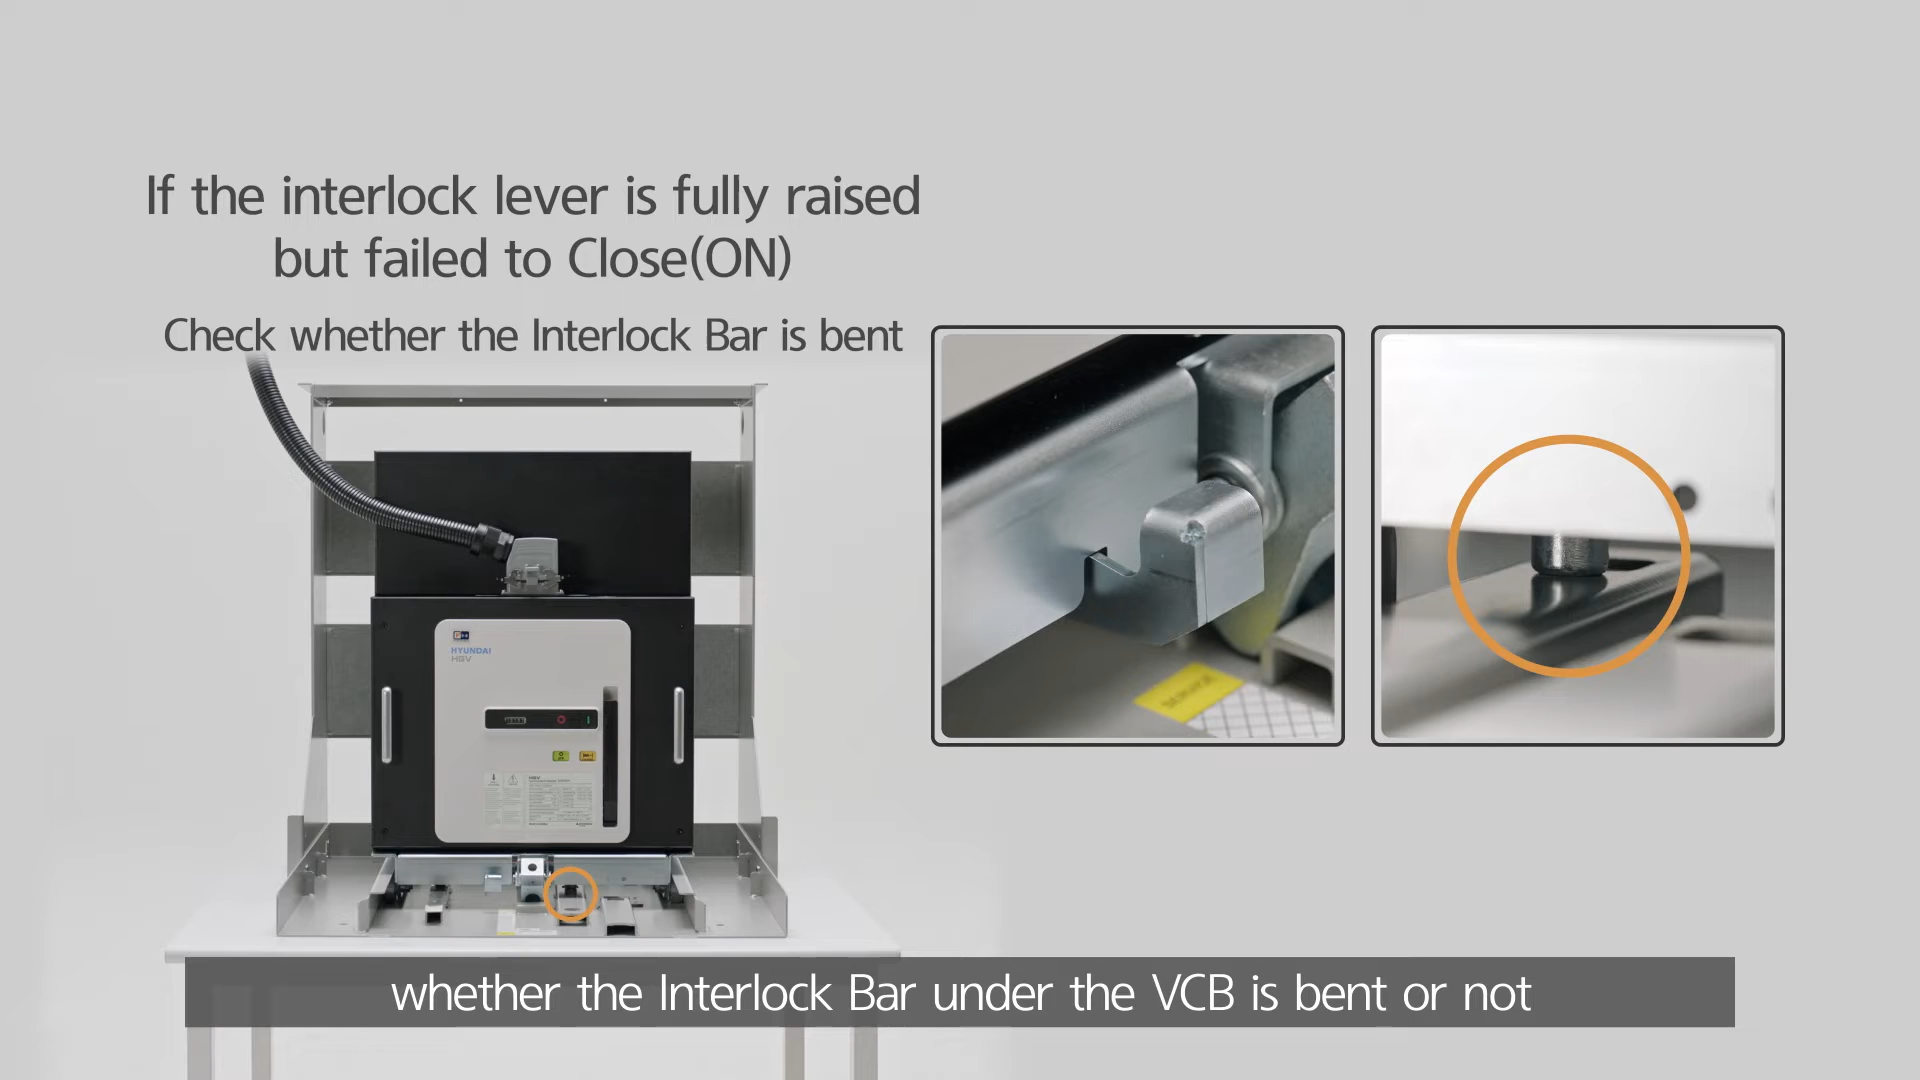 If the interlock lever is fully raised
but failed to Close(ON)
Check whether the Interlock Bar is bent
HYUNDAI
HGV
whether the Interlock Bar under the VCB is bent or not